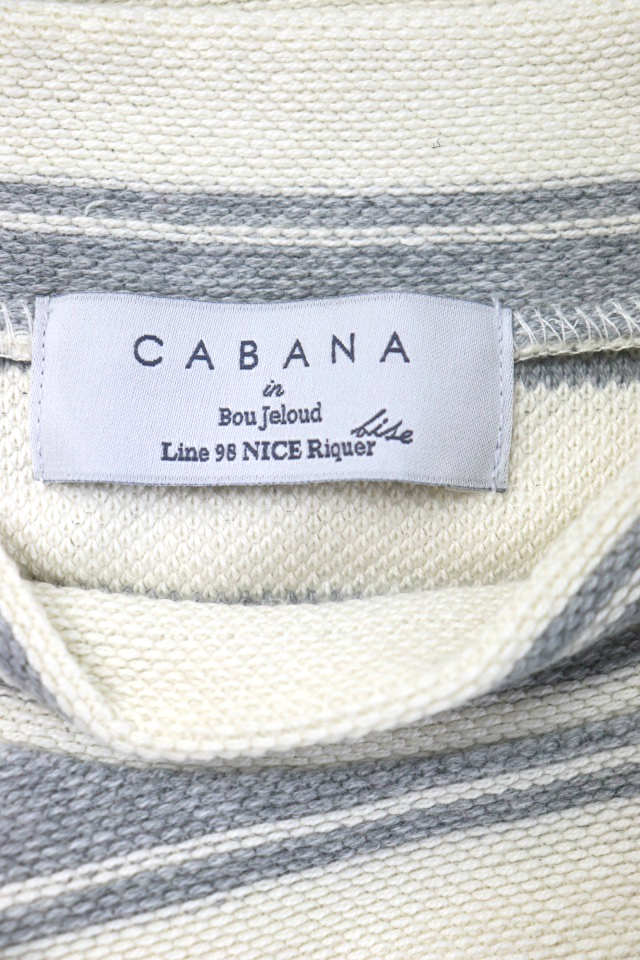 CABANA
in
Bou Jeloud
Line 98 NICE Riquer bise